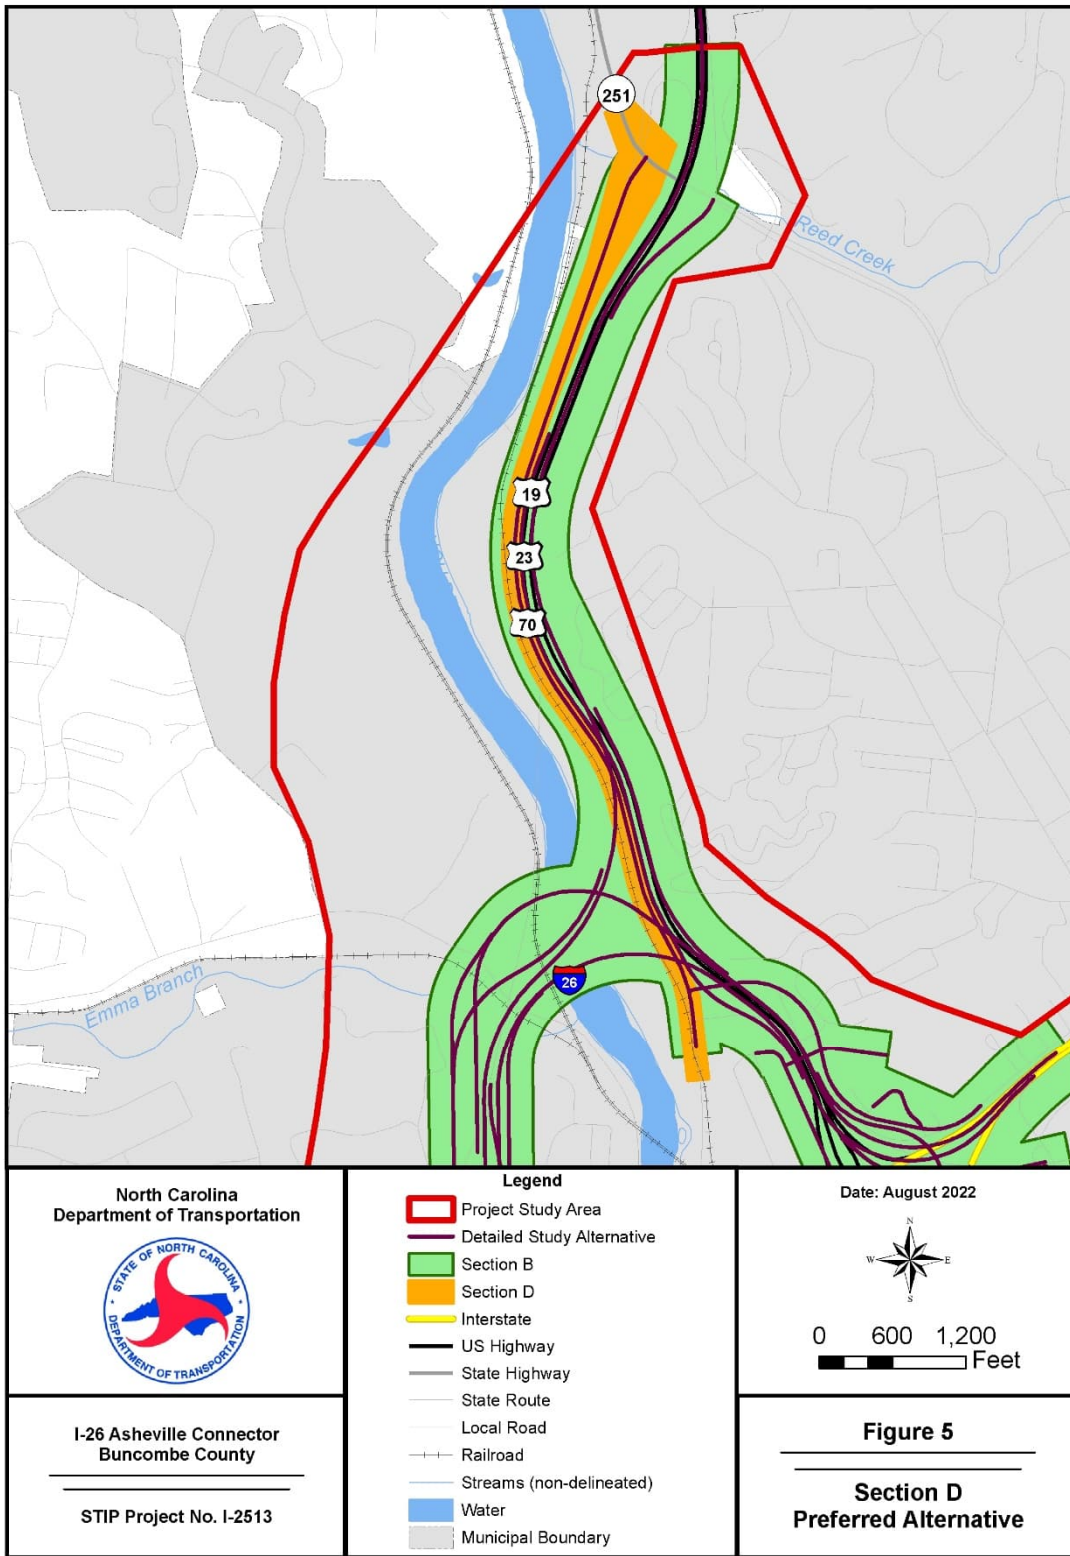 251
Reed Creek
19
23
70
26
Emma Branch
North Carolina
Department of Transportation
STATE OF NORTH CAROLINA
DEPARTMENT OF TRANSPORTATION
I-26 Asheville Connector
Buncombe County
STIP Project No. I-2513
Legend
Project Study Area
Detailed Study Alternative
Section B
Section D
Interstate
US Highway
State Highway
State Route
Local Road
Railroad
Streams (non-delineated)
Water
Municipal Boundary
Date: August 2022
N
W E
S
0 600 1,200
Feet
Figure 5
Section D
Preferred Alternative